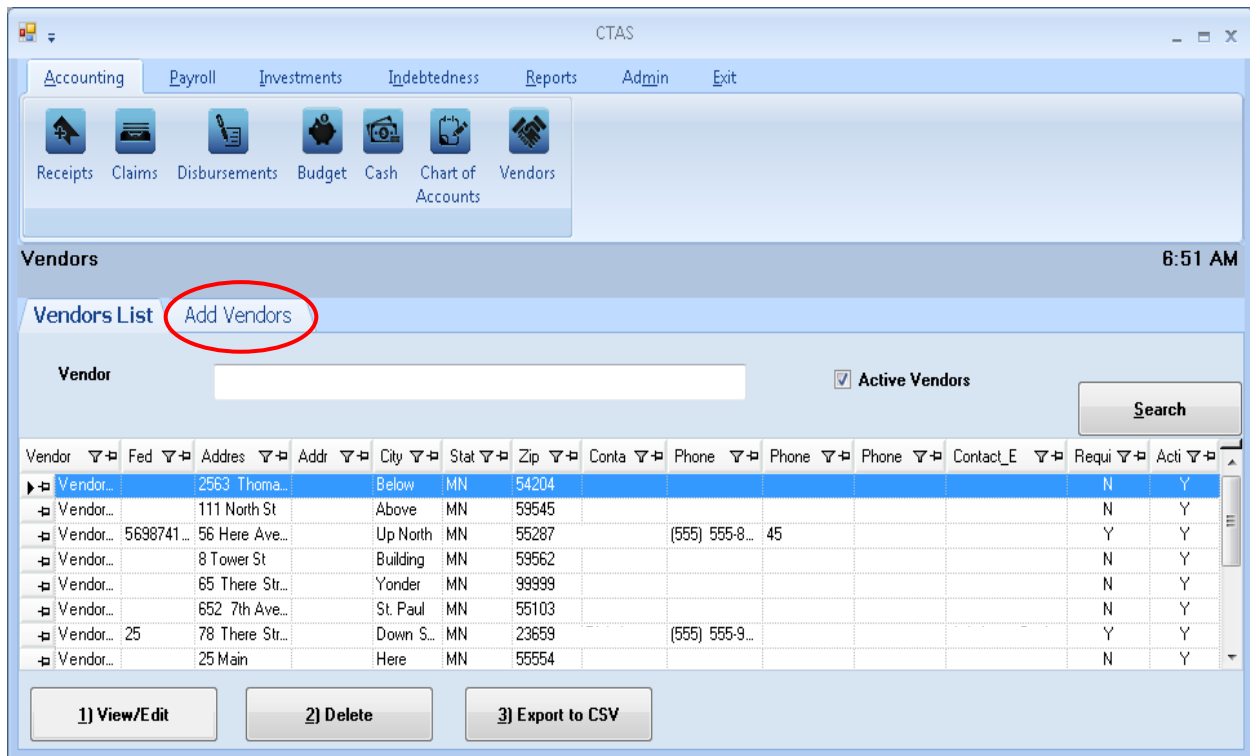 CTAS
Accounting Payroll Investments Indebtedness Reports Admin Exit
Receipts Claims Disbursements Budget Cash Chart of Accounts Vendors
Vendors 6:51 AM
Vendors List Add Vendors
Vendor Active Vendors
Search
Vendor Fed Addres Addr City Stat Zip Conta Phone Phone Phone Contact_E Requi Acti
Vendor... 2563 Thoma... Below MN 54204 N Y
Vendor... 111 North St Above MN 59545 N Y
Vendor... 5698741... 56 Here Ave... Up North MN 55287 (555) 555-8... 45 Y Y
Vendor... 8 Tower St Building MN 59562 N Y
Vendor... 65 There Str... Yonder MN 99999 N Y
Vendor... 652 7th Ave... St. Paul MN 55103 N Y
Vendor... 25 78 There Str... Down S... MN 23659 (555) 555-9... Y Y
Vendor... 25 Main Here MN 55554 N Y
1) View/Edit 2) Delete 3) Export to CSV